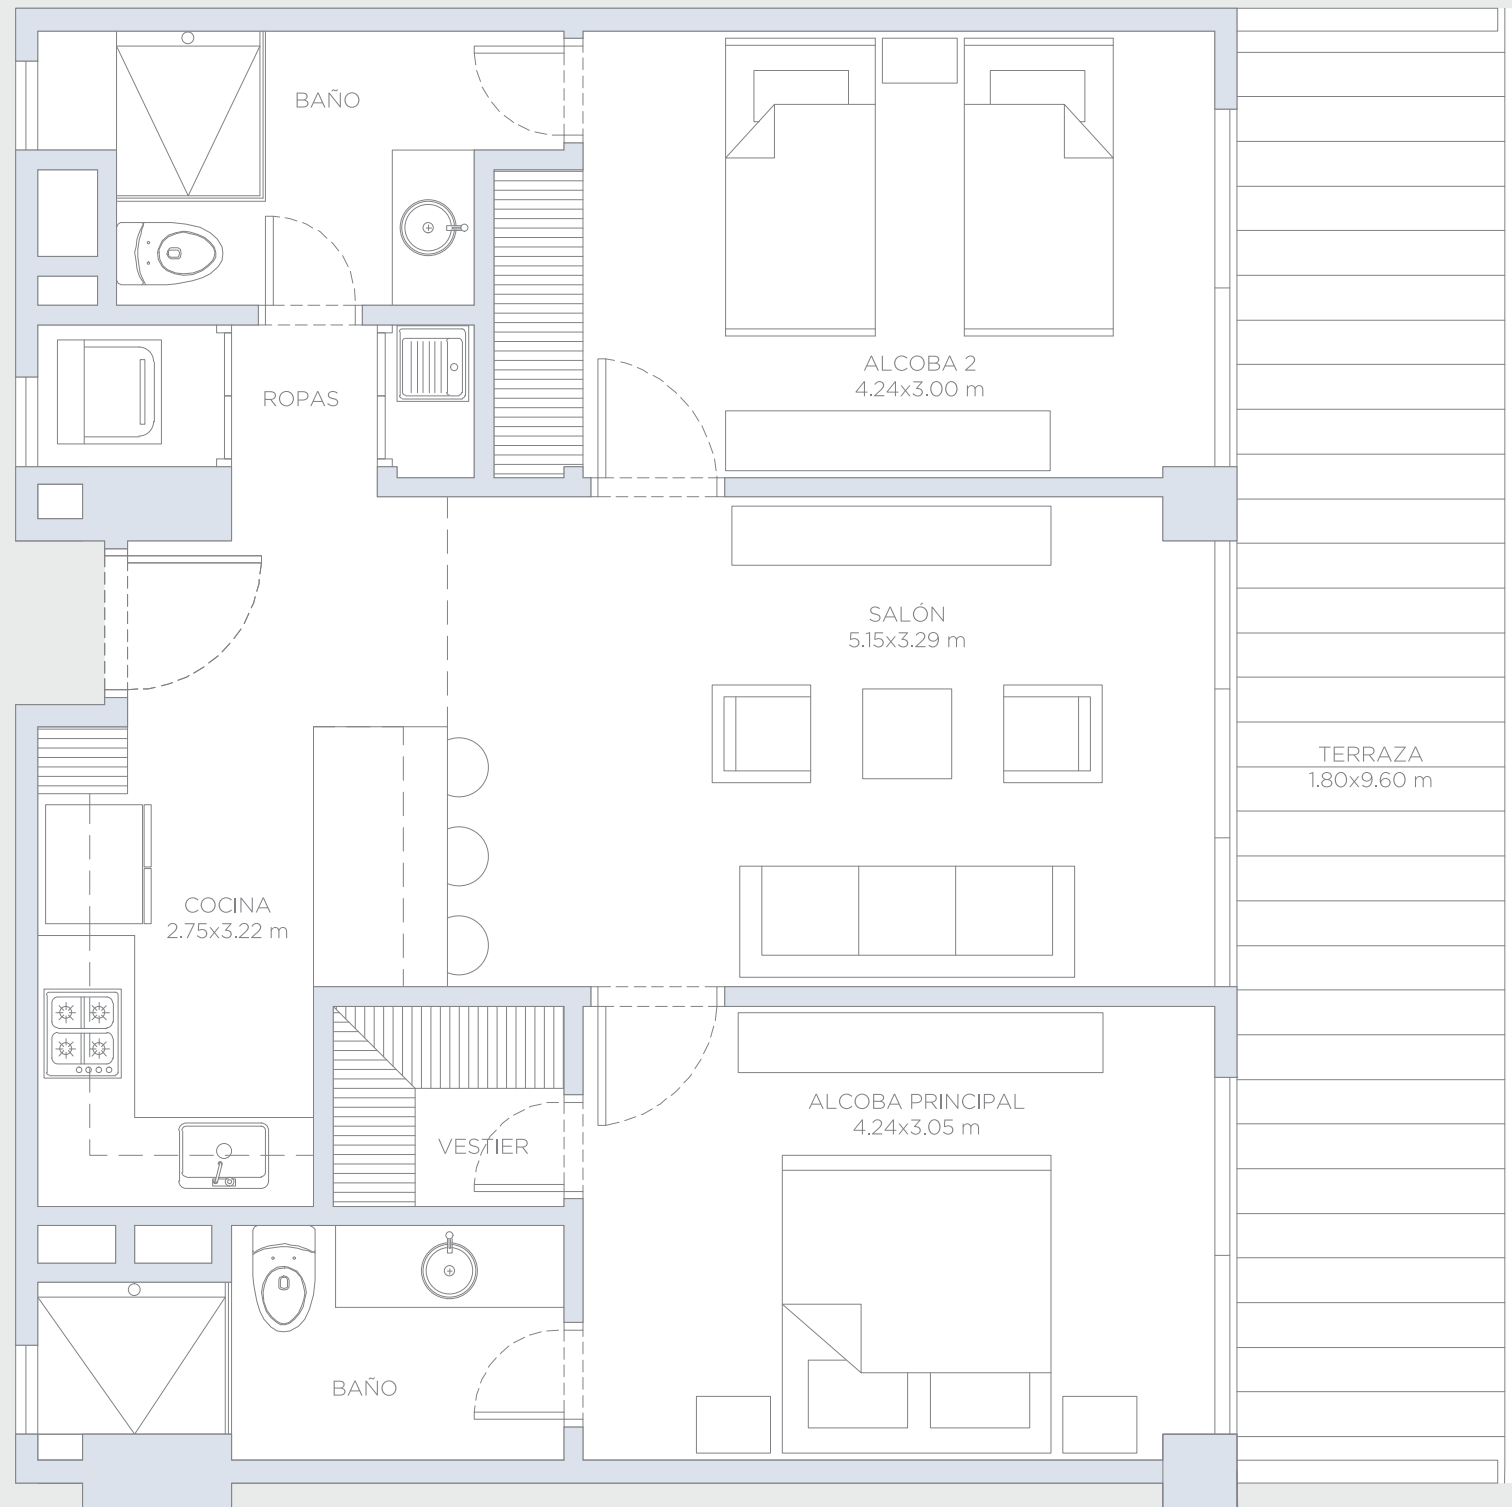 BAÑO
ALCOBA 2
4.24x3.00 m
ROPAS
SALÓN
5.15x3.29 m
TERRAZA
1.80x9.60 m
COCINA
2.75x3.22 m
ALCOBA PRINCIPAL
4.24x3.05 m
VESTIER
BAÑO